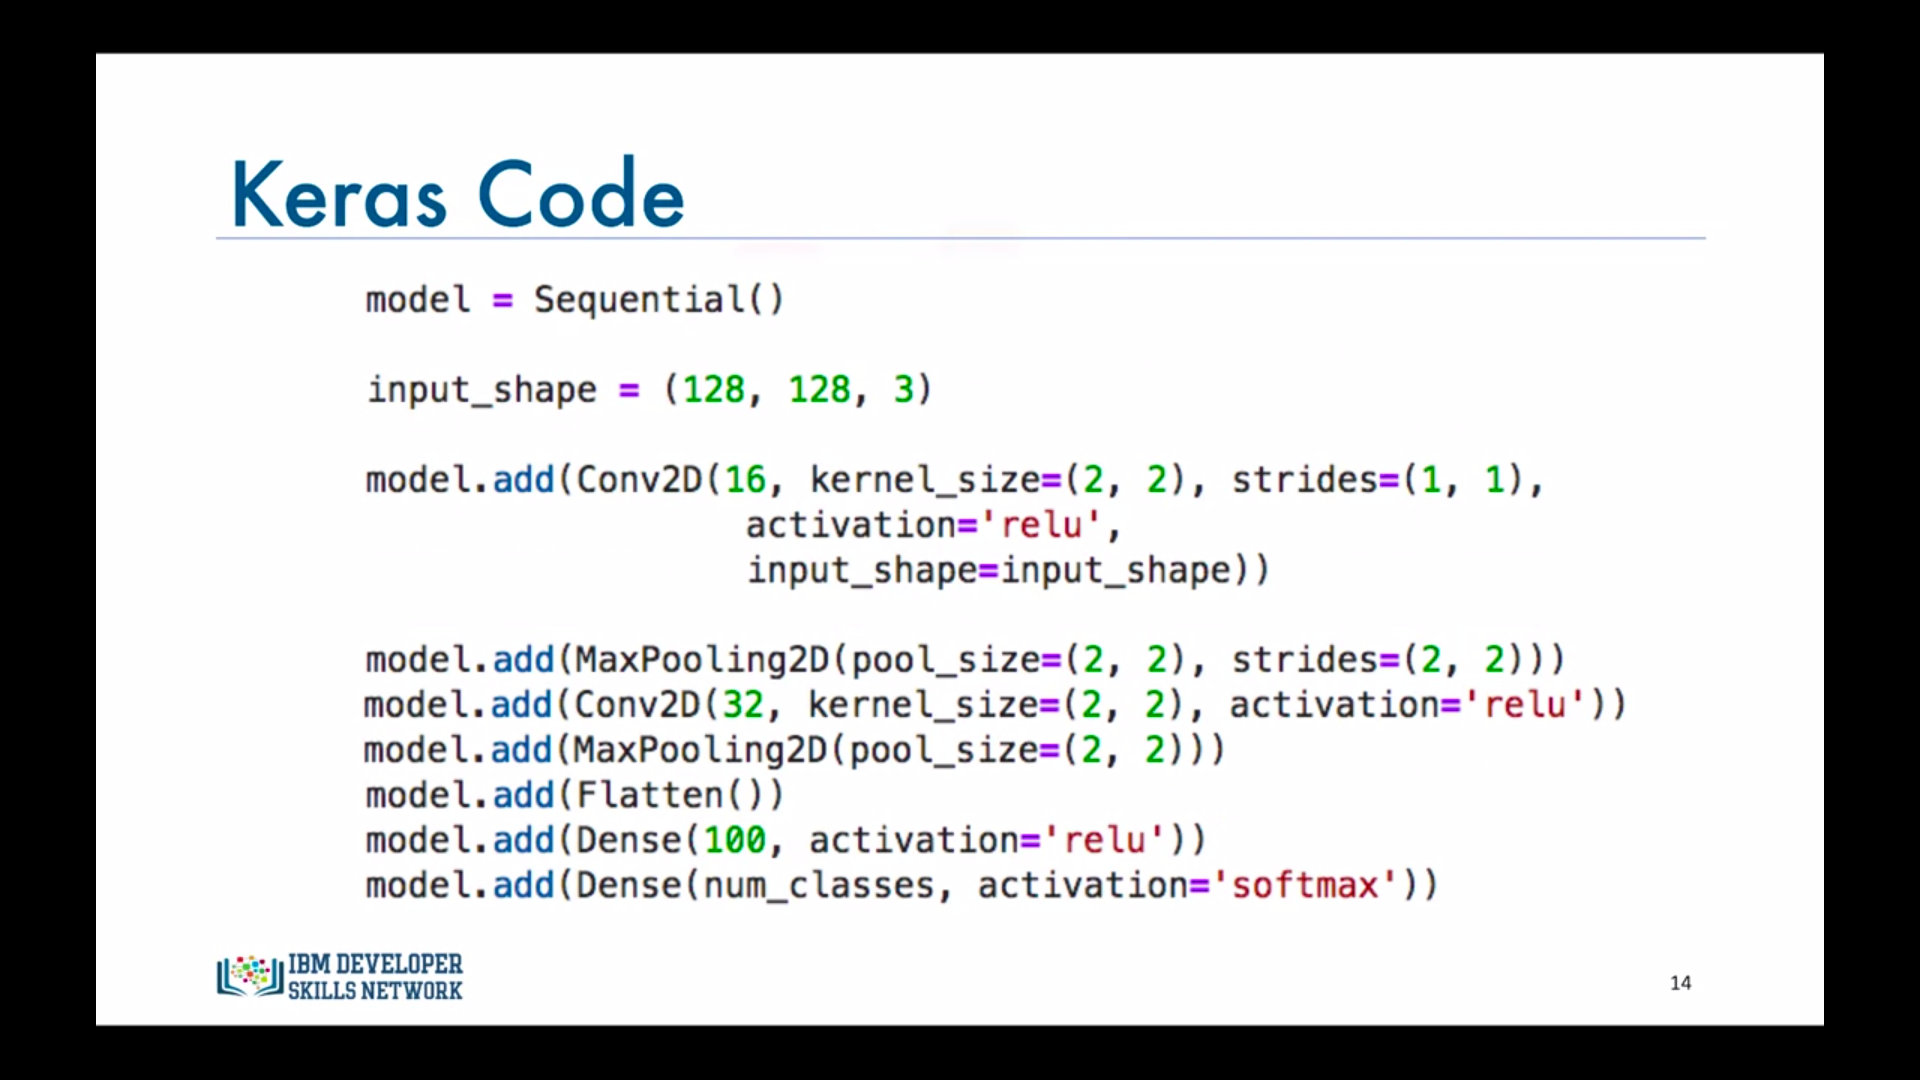 Keras Code
model = Sequential()
input_shape = (128, 128, 3)
model.add(Conv2D(16, kernel_size=(2, 2), strides=(1, 1),
activation='relu',
input_shape=input_shape))
model.add(MaxPooling2D(pool_size=(2, 2), strides=(2, 2)))
model.add(Conv2D(32, kernel_size=(2, 2), activation='relu'))
model.add(MaxPooling2D(pool_size=(2, 2)))
model.add(Flatten())
model.add(Dense(100, activation='relu'))
model.add(Dense(num_classes, activation='softmax'))
IBM DEVELOPER
SKILLS NETWORK
14